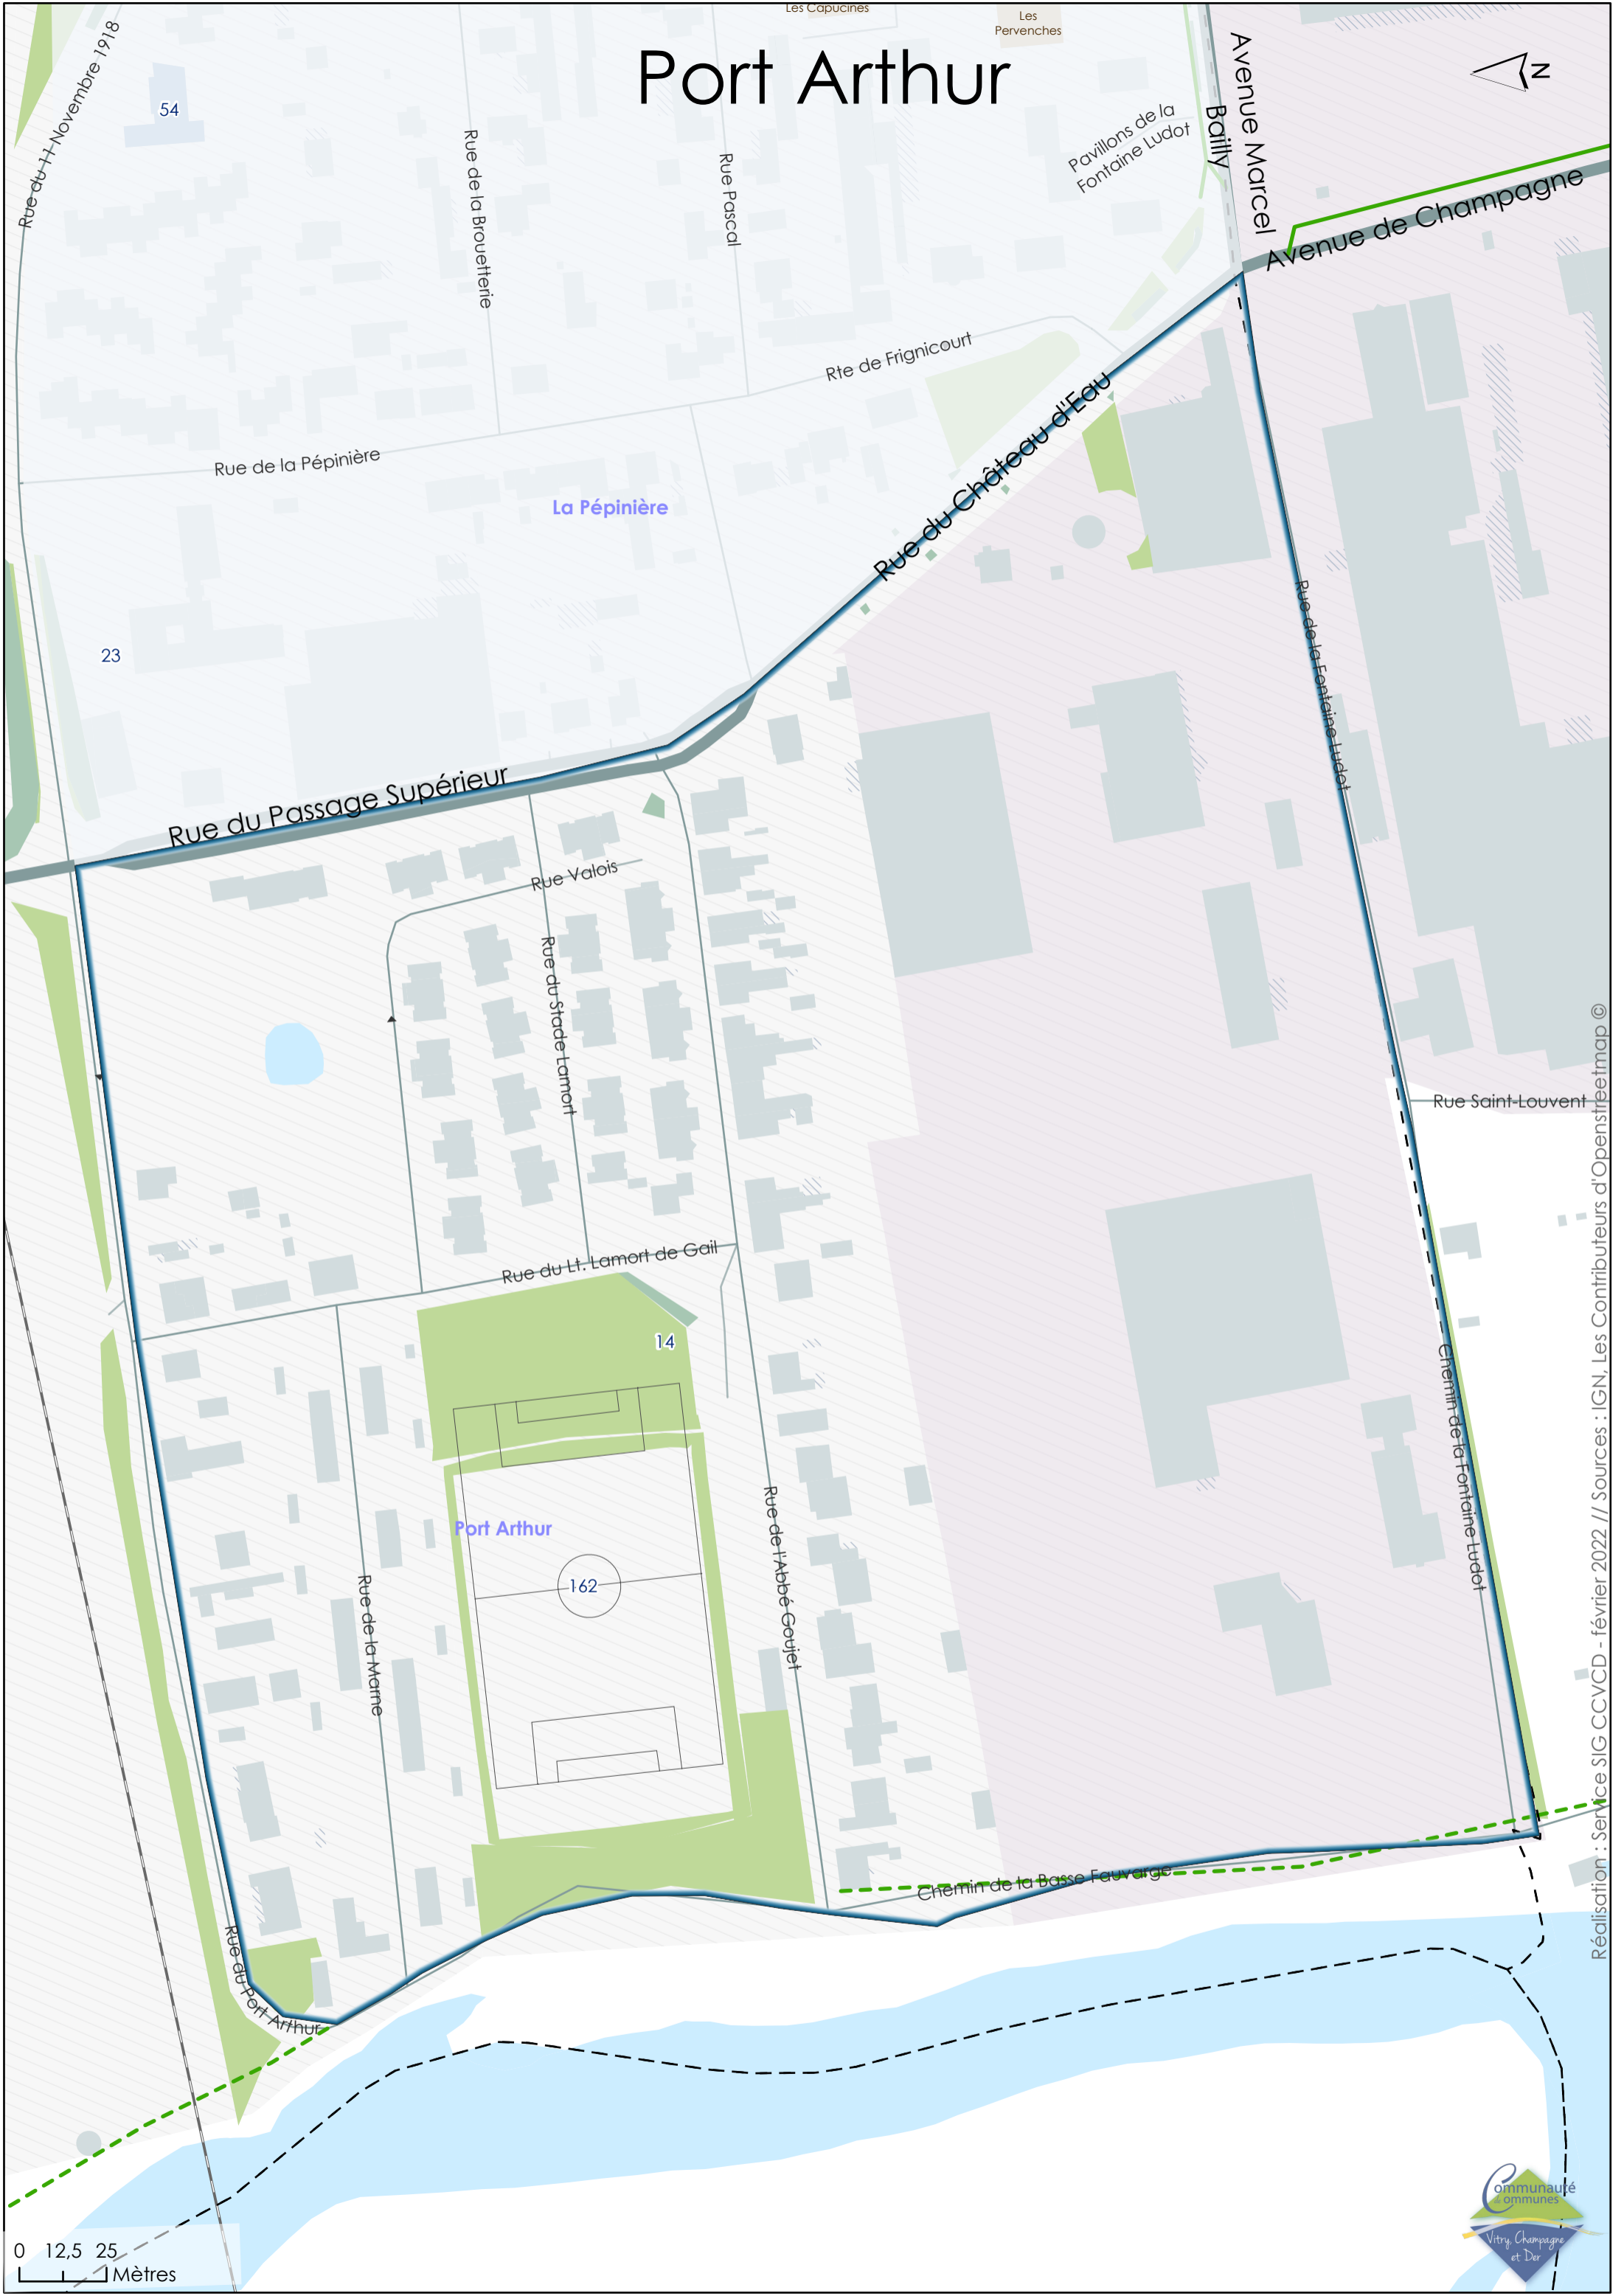 Les Capucines
Les
Pervenches
Port Arthur
Avenue Marcel
Bailly
N
Rue du 11 Novembre 1918
54
Rue de la Brouetterie
Rue Pascal
Pavillons de la
Fontaine Ludot
Avenue de Champagne
Rte de Frignicourt
Rue de la Pépinière
La Pépinière
Rue du Château d'Eau
23
Rue de la Fontaine Ludot
Rue du Passage Supérieur
Rue Valois
Rue du Stade Lamort
Rue Saint-Louvent
Rue du Lt. Lamort de Gail
14
Chemin de la Fontaine Ludot
Port Arthur
162
Rue de l'Abbé Goujet
Rue de la Marne
Chemin de la Basse Fauvarge
Rue du Port Arthur
Réalisation : Service SIG CCVCD - février 2022 // Sources : IGN, Les Contributeurs d'Openstreetmap ©
Communauté
de communes
Vitry, Champagne
et Der
0 12,5 25
Mètres